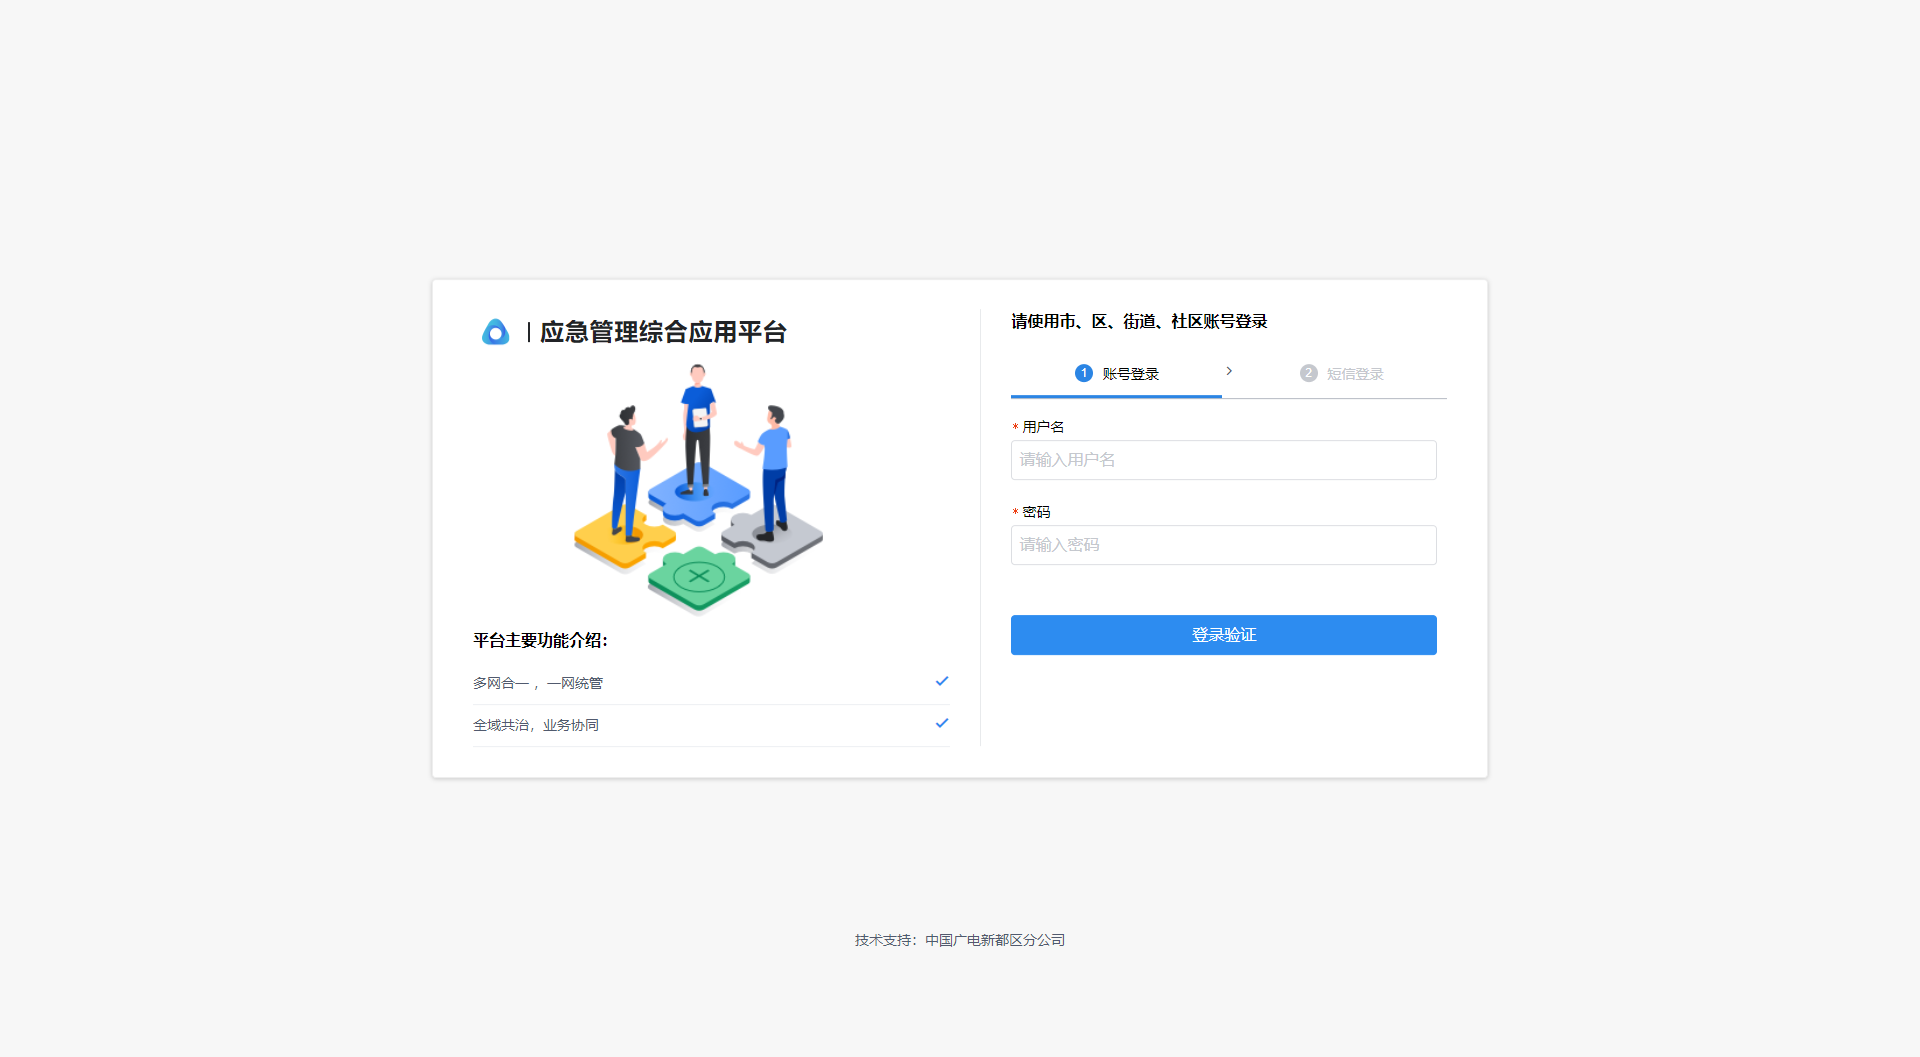 应急管理综合应用平台
平台主要功能介绍：
多网合一 ，一网统管
全域共治，业务协同
请使用市、区、街道、社区账号登录
1 账号登录
2 短信登录
* 用户名
请输入用户名
* 密码
请输入密码
登录验证
技术支持：中国广电新都区分公司